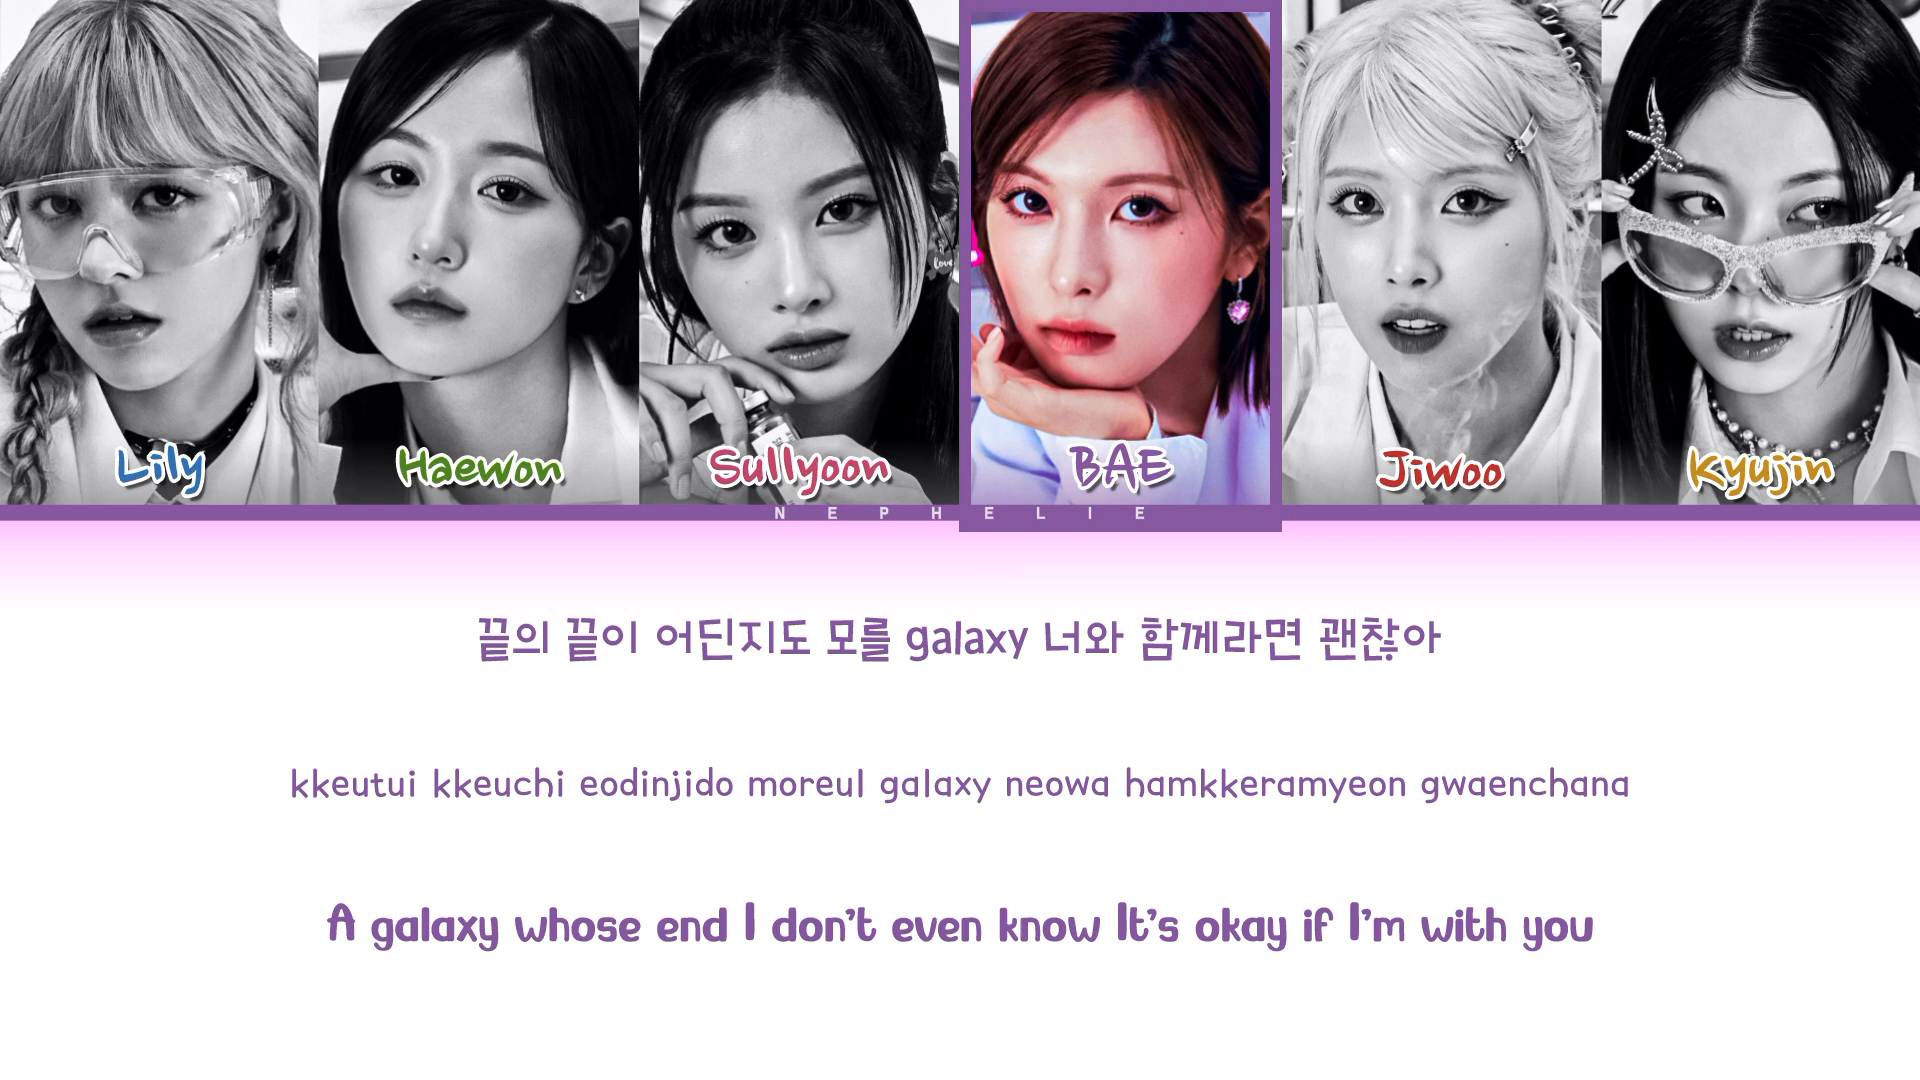 Lily
Haewon
Sullyoon
BAE
Jiwoo
Kyujin
NEPHELIE
끝의 끝이 어딘지도 모를 galaxy 너와 함께라면 괜찮아
kkeutui kkeuchi eodinjido moreul galaxy neowa hamkkeramyeon gwaenchana
A galaxy whose end I don't even know It's okay if I'm with you